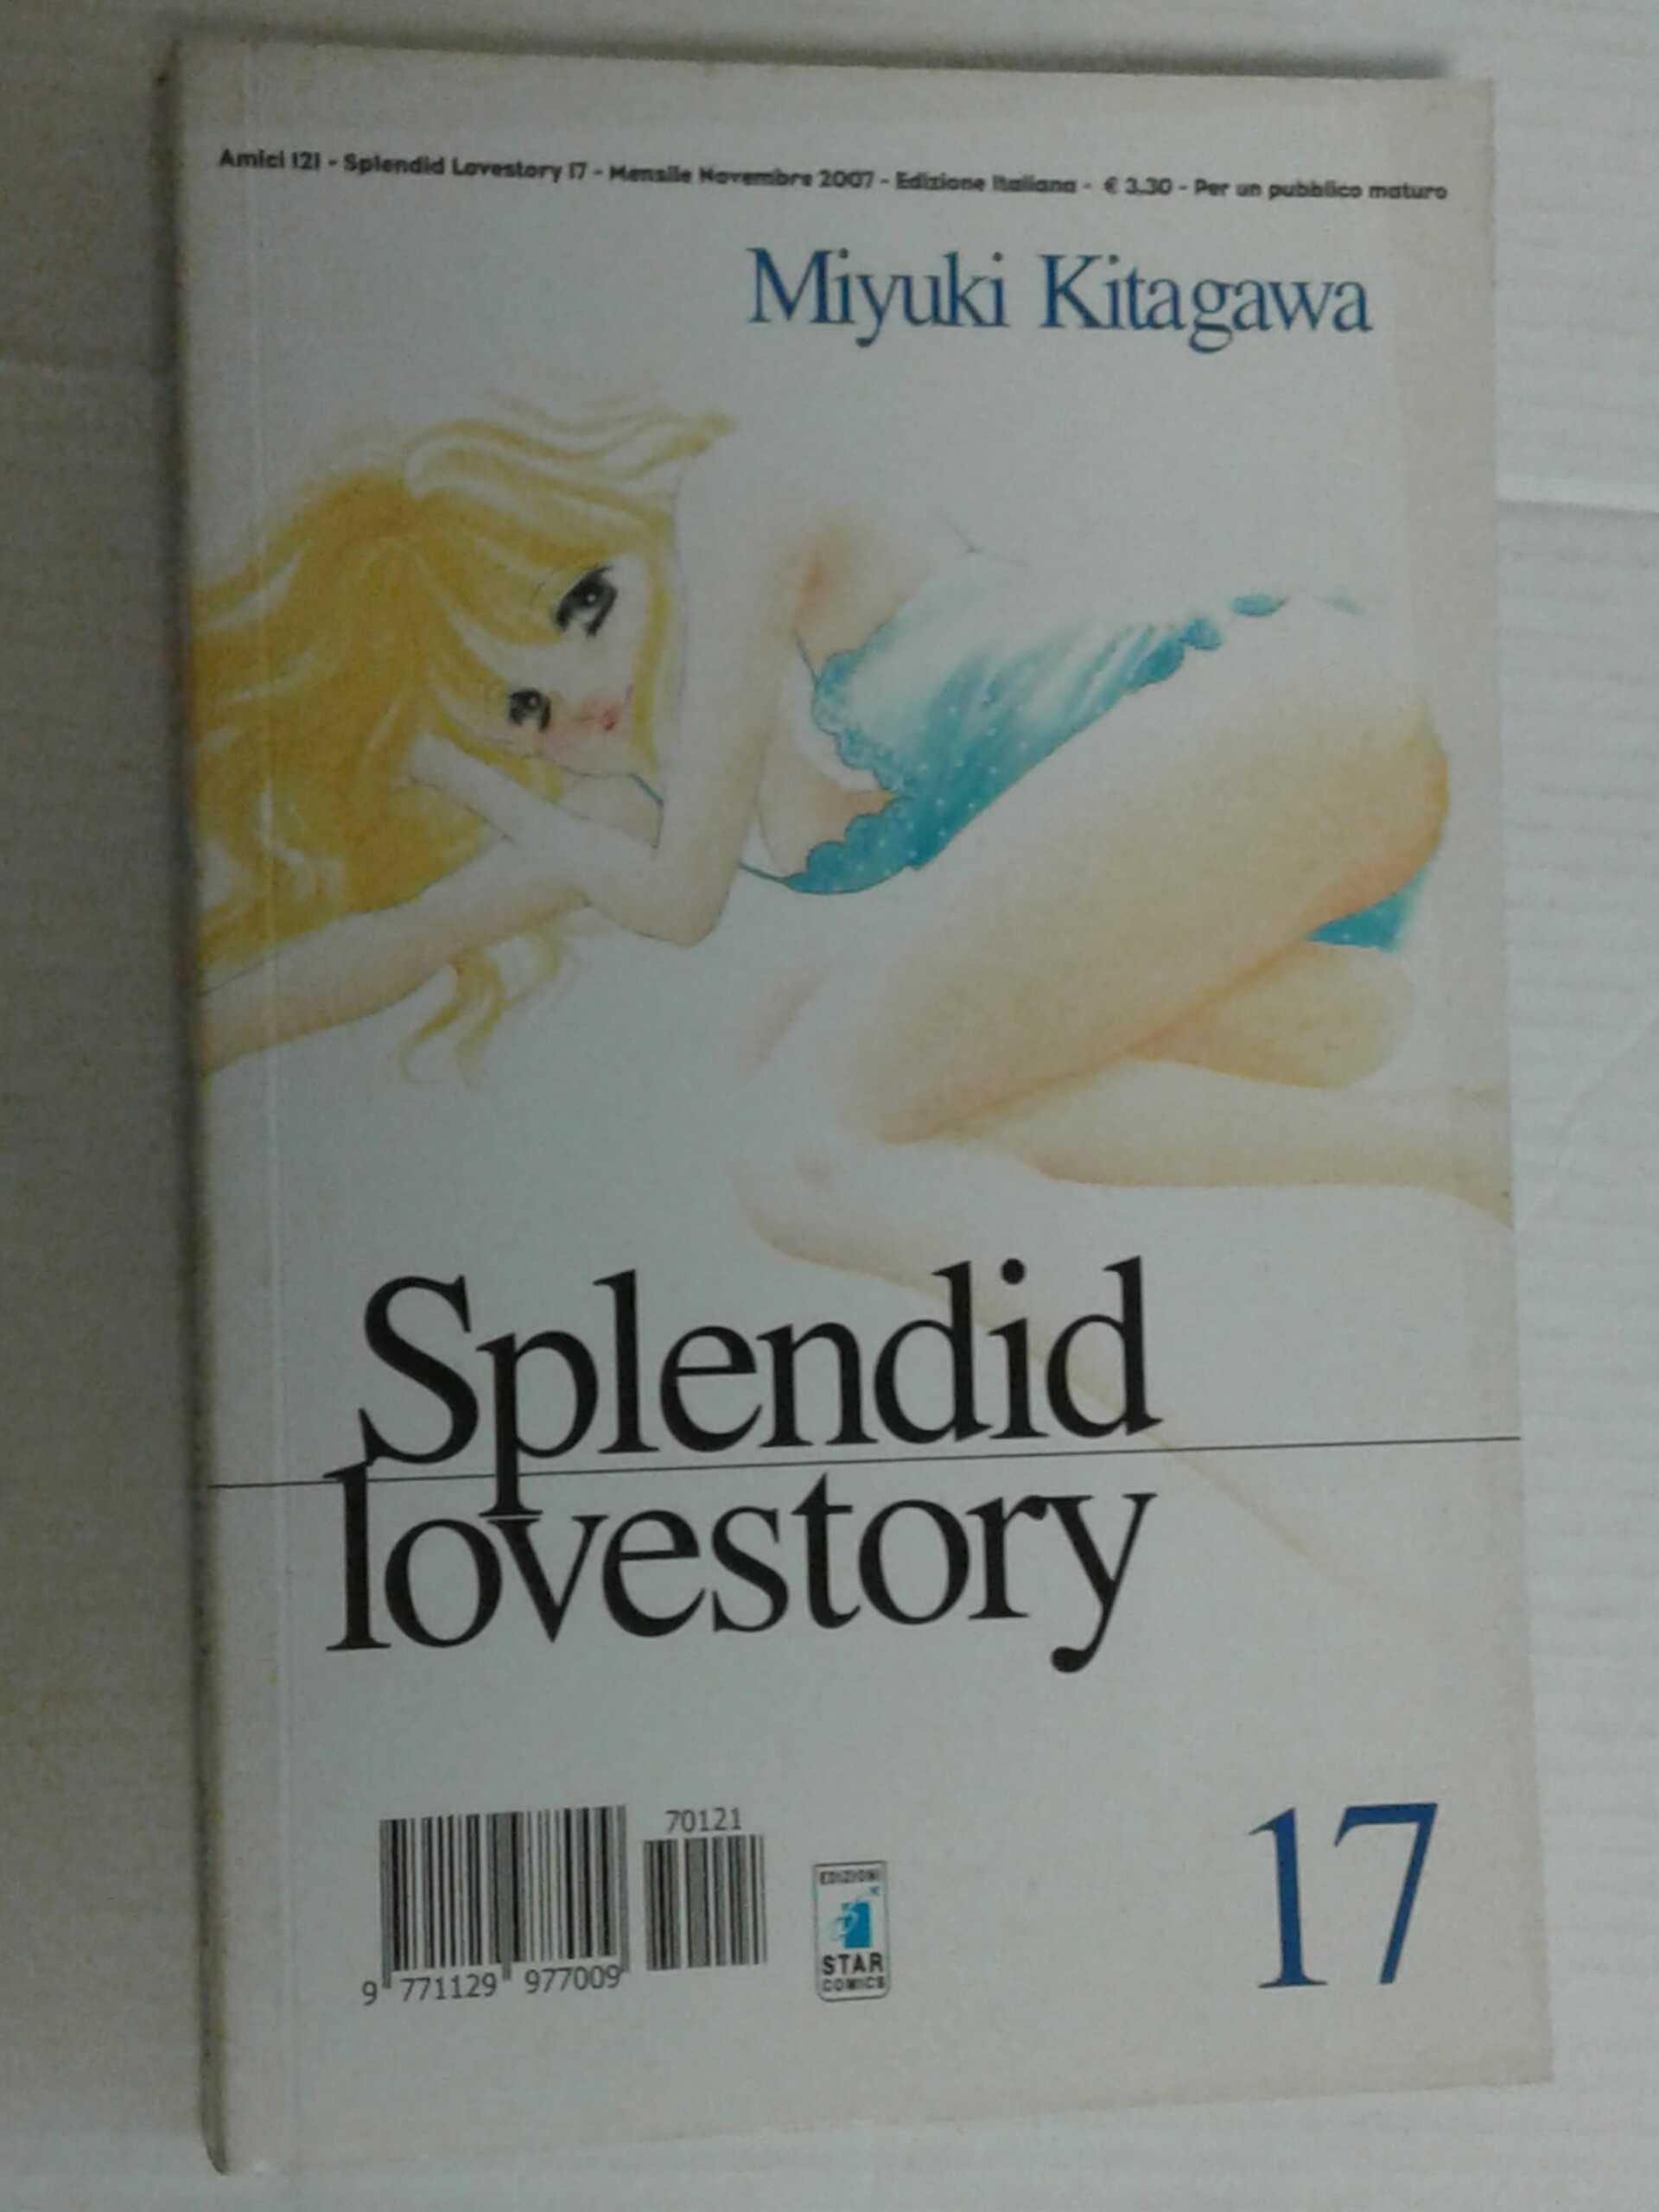 Amici 121 - Splendid Lovestory 17 - Mensile Novembre 2007 - Edizione Italiana - € 3.30 - Per un pubblico maturo
Miyuki Kitagawa
Splendid
lovestory
70121
9 771129 977009
EDIZIONI
STAR
COMICS
17